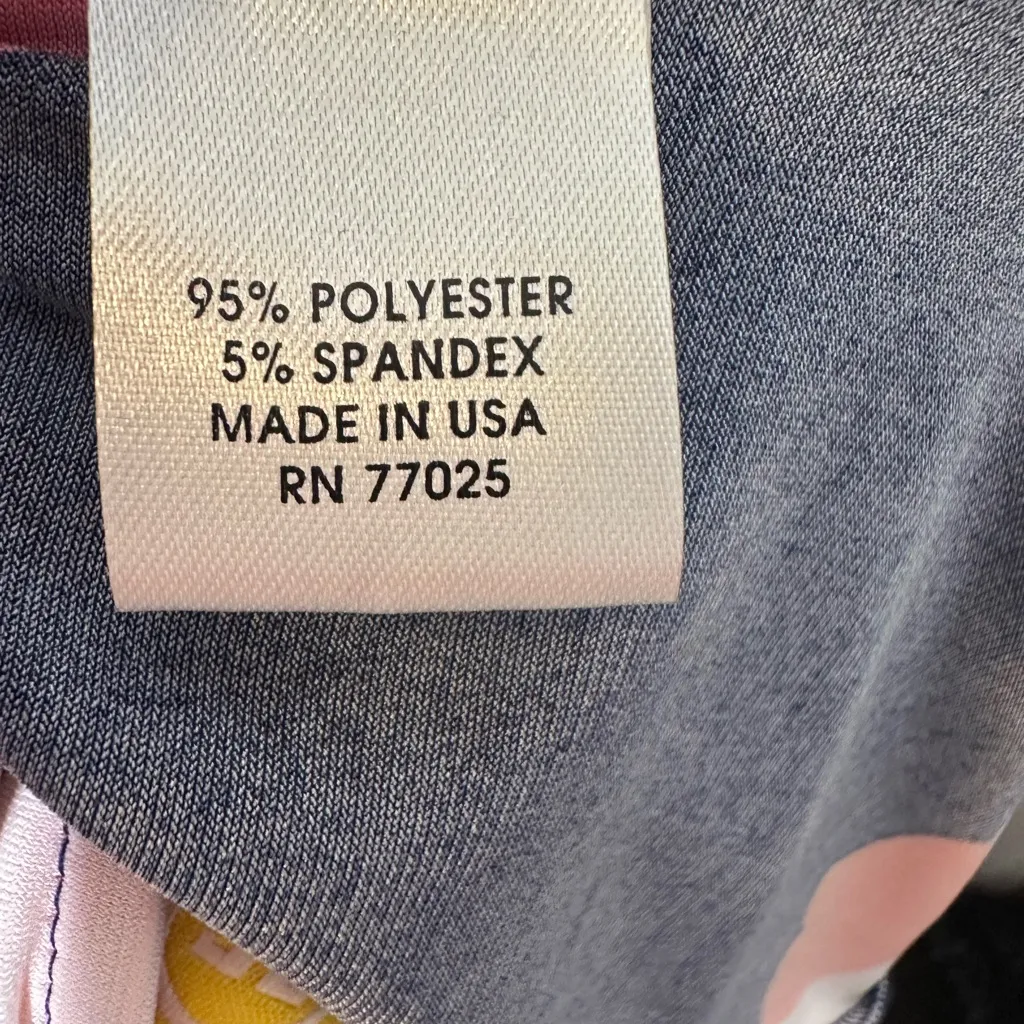 95% POLYESTER
5% SPANDEX
MADE IN USA
RN 77025